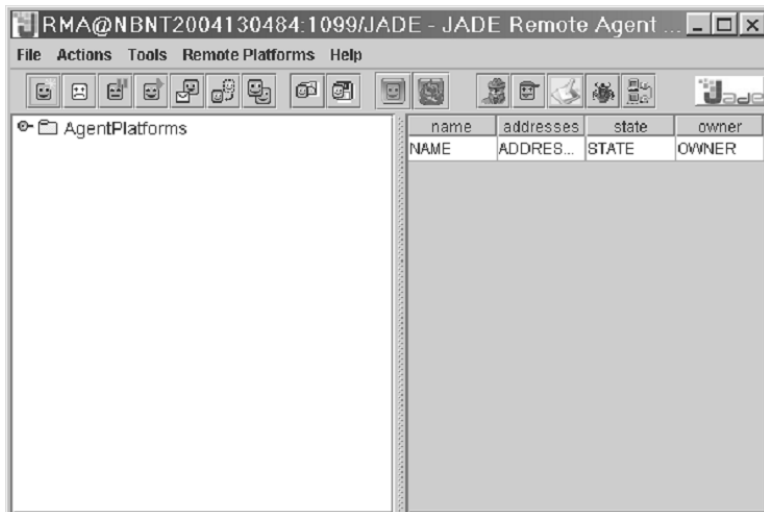 RMA@NBNT2004130484:1099/JADE - JADE Remote Agent ...
File Actions Tools Remote Platforms Help
Jade
AgentPlatforms
name addresses state owner
NAME ADDRES... STATE OWNER